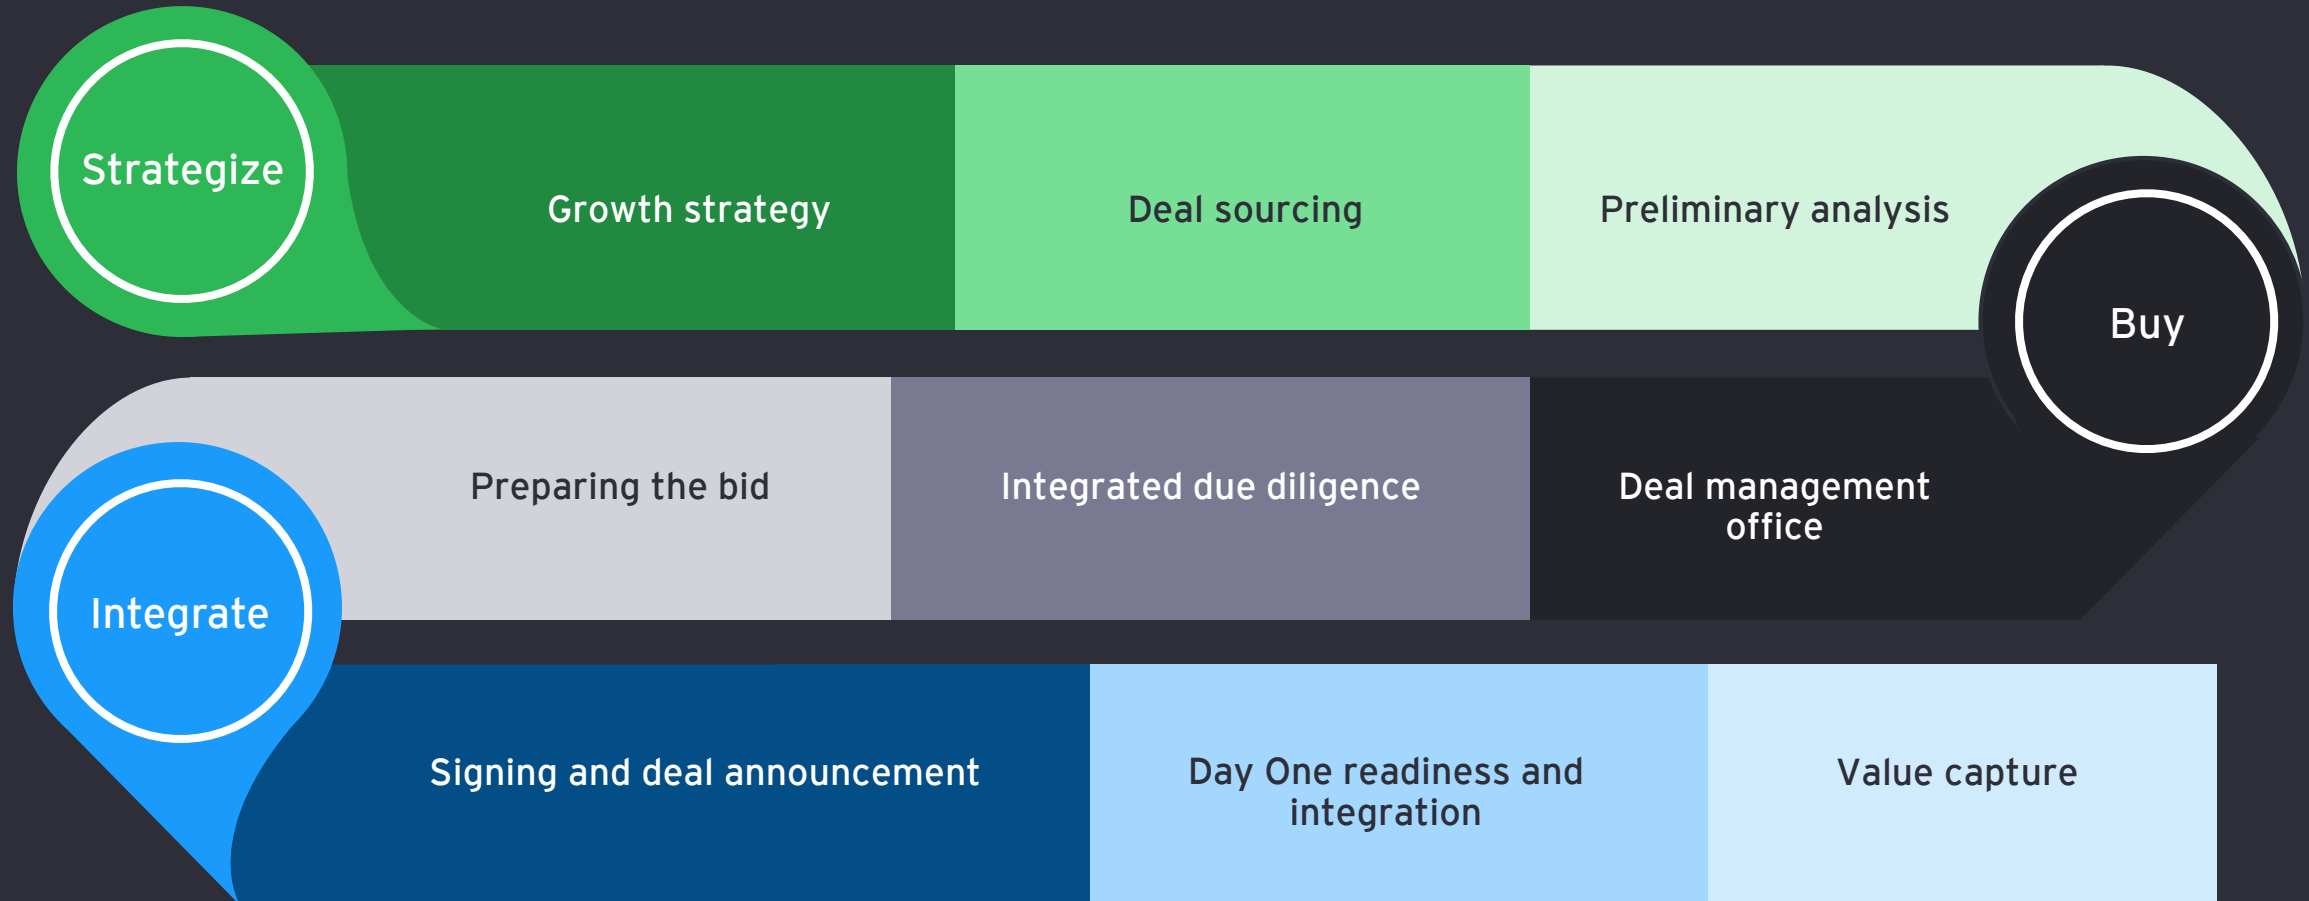 Strategize
Growth strategy
Deal sourcing
Preliminary analysis
Buy
Preparing the bid
Integrated due diligence
Deal management
office
Integrate
Signing and deal announcement
Day One readiness and
integration
Value capture